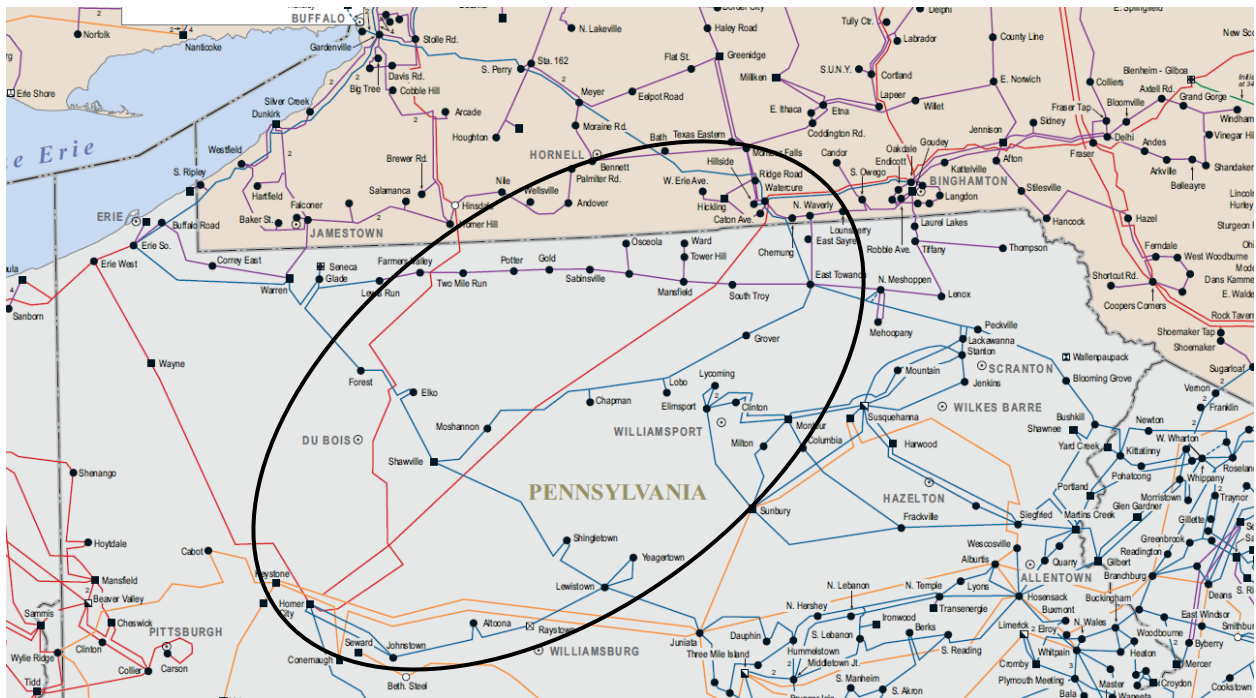 BUFFALO
Norfolk
Nanticoke
Gardenville
Stolle Rd.
N. Lakeville
Haley Road
Tully Ctr.
Delphi
E. Springfield
Labrador
County Line
New Sco
Davis Rd.
Big Tree
Cobble Hill
S. Perry
Sta. 162
Flat St.
Greenidge
Milliken
S.U.N.Y.
Cortland
E. Norwich
Colliers
Blenheim - Gilboa
Axtell Rd.
Erie Shore
Silver Creek
Dunkirk
Arcade
Meyer
Eelpot Road
E. Ithaca
Etna
Lapeer
Willet
Fraser Tap
Bloomville
Grand Gorge
Windham
Houghton
Moraine Rd.
Coddington Rd.
Sidney
Jennison
Delhi
Vinegar Hil
Westfield
Brewer Rd.
HORNELL
Bath
Texas Eastern
Candor
Oakdale
Goudey
Endicott
Fraser
Andes
Arkville
Shandaken
Belleayre
Erie
S. Ripley
Hartfield
Falconer
Salamanca
Nile
Wellsville
Bennett
Palmiter Rd.
Hillside
Ridge Road
Watercure
S. Owego
Kattelville
Afton
BINGHAMTON
Stilesville
Lincoln
Hurley
ERIE
Buffalo Road
Baker St.
JAMESTOWN
Hinsdale
Homer Hill
Andover
W. Erie Ave.
Hickling
Caton Ave.
N. Waverly
Lounsberry
Langdon
Laurel Lakes
Hancock
Hazel
Sturgeon P
Erie So.
Erie West
Correy East
Seneca
Glade
Warren
Farmers Valley
Lewis Run
Two Mile Run
Potter
Gold
Sabinsville
Osceola
Ward
Tower Hill
Mansfield
South Troy
Chemung
East Sayre
East Towanda
Robble Ave.
Tiffany
Thompson
N. Meshoppen
Lenox
Mehoopany
Ferndale
West Woodburne
Shortcut Rd.
Dans Kamme
E. Walde
Coopers Corners
Rock Tavern
Sanborn
Wayne
Grover
Peckville
Lackawanna
Stanton
Shoemaker Tap
Shoemaker
Wallenpaupack
Sugarloaf
Forest
Elko
Lycoming
Lobo
Elimsport
Clinton
Mountain
SCRANTON
Jenkins
Blooming Grove
Vernon
Franklin
Chapman
WILLIAMSPORT
Montour
Susquehanna
WILKES BARRE
Bushkill
Shawnee
Newton
DU BOIS
Moshannon
Shawville
Milton
Columbia
Harwood
Yard Creek
Kittatinny
W. Wharton
Roselan
Shenango
PENNSYLVANIA
HAZELTON
Pohatcong
Whippany
Portland
Morristown
Traynor
Sunbury
Frackville
Siegfried
Martins Creek
Glen Gardner
Gillette
Hoytdale
Cabot
Shingletown
Yeagertown
Wescosville
Alburtis
Quarry
Gilbert
Greenbrook
Readington
Branchburg
ALLENTOWN
Mansfield
Beaver Valley
Keystone
Homer
City
Lewistown
N. Lebanon
N. Temple
Lyons
Hosensack
Buckingham
Deans
Sammis
Cheswick
PITTSBURGH
Altoona
Raystown
N. Hershey
Transenergie
Ironwood
Buxmont
East Windsor
Clinton
Seward
Johnstown
Juniata
Dauphin
Hummelstown
S. Lebanon
Berks
Limerick
Elroy
N. Wales
Woodbourne
Byberry
Wylie Ridge
Collier
Carson
Conemaugh
WILLIAMSBURG
Three Mile Island
Middletown Jt.
S. Reading
Cromby
Whitpain
Heaton
Mercer
Tidd
Beth. Steel
S. Manheim
S. Akron
Plymouth Meeting
Master
Croydon
Cookstown
Bala